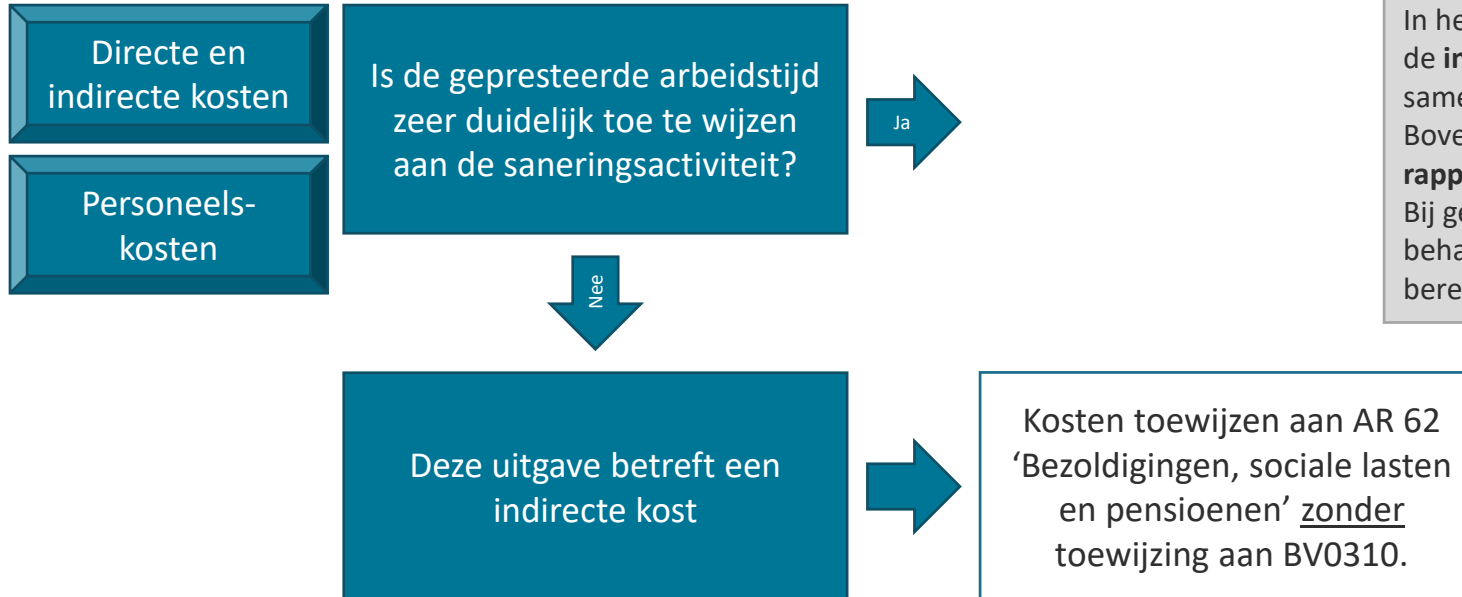 Directe en
indirecte kosten
Personeels-
kosten
Is de gepresteerde arbeidstijd
zeer duidelijk toe te wijzen
aan de saneringsactiviteit?
Ja
Nee
Deze uitgave betreft een
indirecte kost
Kosten toewijzen aan AR 62
‘Bezoldigingen, sociale lasten
en pensioenen’ zonder
toewijzing aan BV0310.
In he
de
same
Bove
rapp
Bij ge
beha
bere